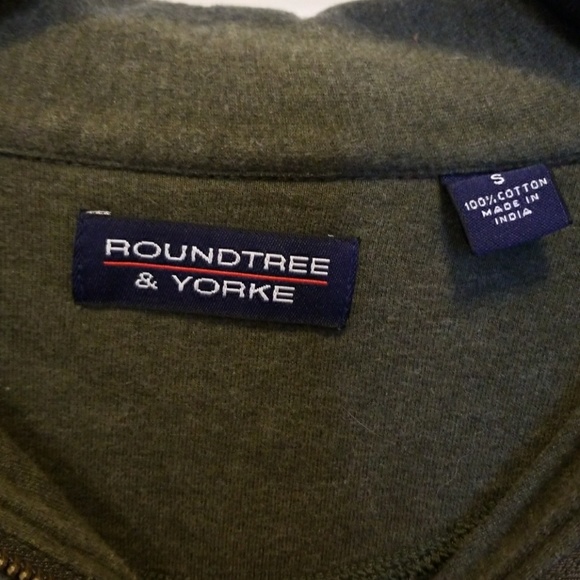 ROUNDTREE
& YORKE
S
100% COTTON
MADE IN
INDIA